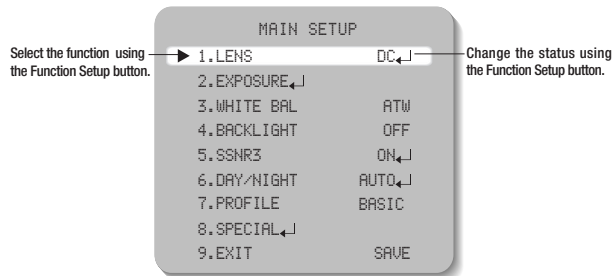 MAIN SETUP
Select the function using
the Function Setup button.
▶ 1.LENS DC↵
Change the status using
the Function Setup button.
2.EXPOSURE↵
3.WHITE BAL ATW
4.BACKLIGHT OFF
5.SSNR3 ON↵
6.DAY/NIGHT AUTO↵
7.PROFILE BASIC
8.SPECIAL↵
9.EXIT SAVE